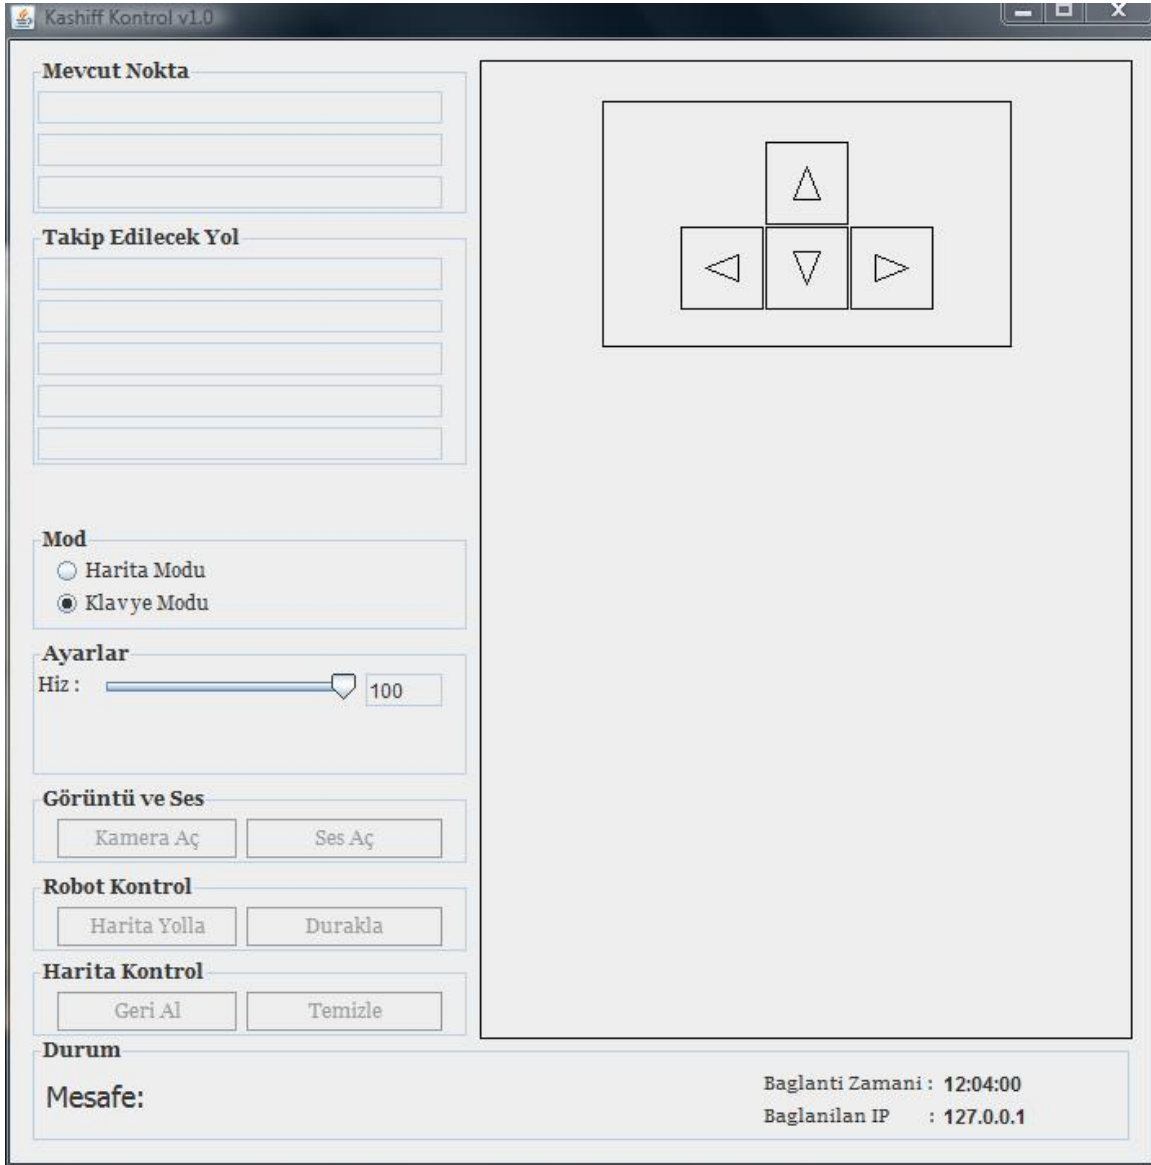 Kashiff Kontrol v1.0
Mevcut Nokta
Takip Edilecek Yol
Mod
Harita Modu
Klavye Modu
Ayarlar
Hiz : 100
Görüntü ve Ses
Kamera Aç Ses Aç
Robot Kontrol
Harita Yolla Durakla
Harita Kontrol
Geri Al Temizle
Durum
Mesafe:
Baglanti Zamani : 12:04:00
Baglanilan IP : 127.0.0.1